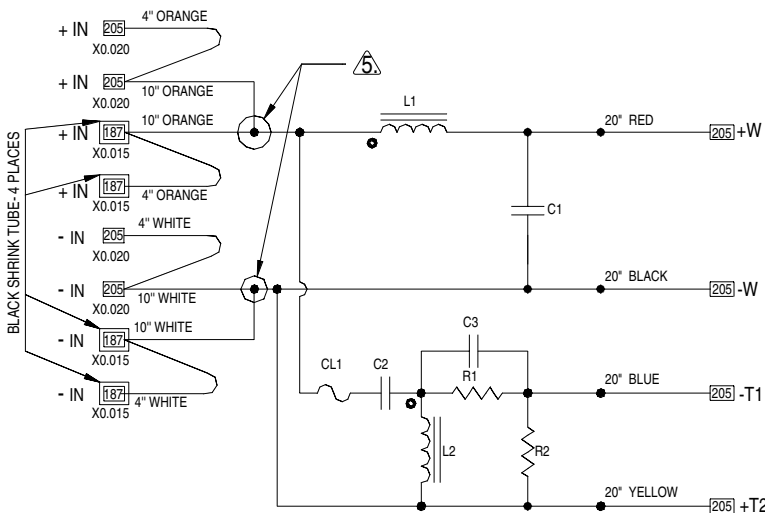 4" ORANGE
+ IN 205
X0.020
+ IN 205
X0.020
10" ORANGE
5.
10" ORANGE
+ IN 187
X0.015
L1
20" RED
205 +W
BLACK SHRINK TUBE- 4 PLACES
+ IN 187
X0.015
4" ORANGE
C1
4" WHITE
- IN 205
X0.020
- IN 205
X0.020
10" WHITE
20" BLACK
205 -W
10" WHITE
- IN 187
X0.015
C3
CL1
C2
R1
20" BLUE
205 -T1
- IN 187
X0.015
4" WHITE
L2
R2
20" YELLOW
205 +T2